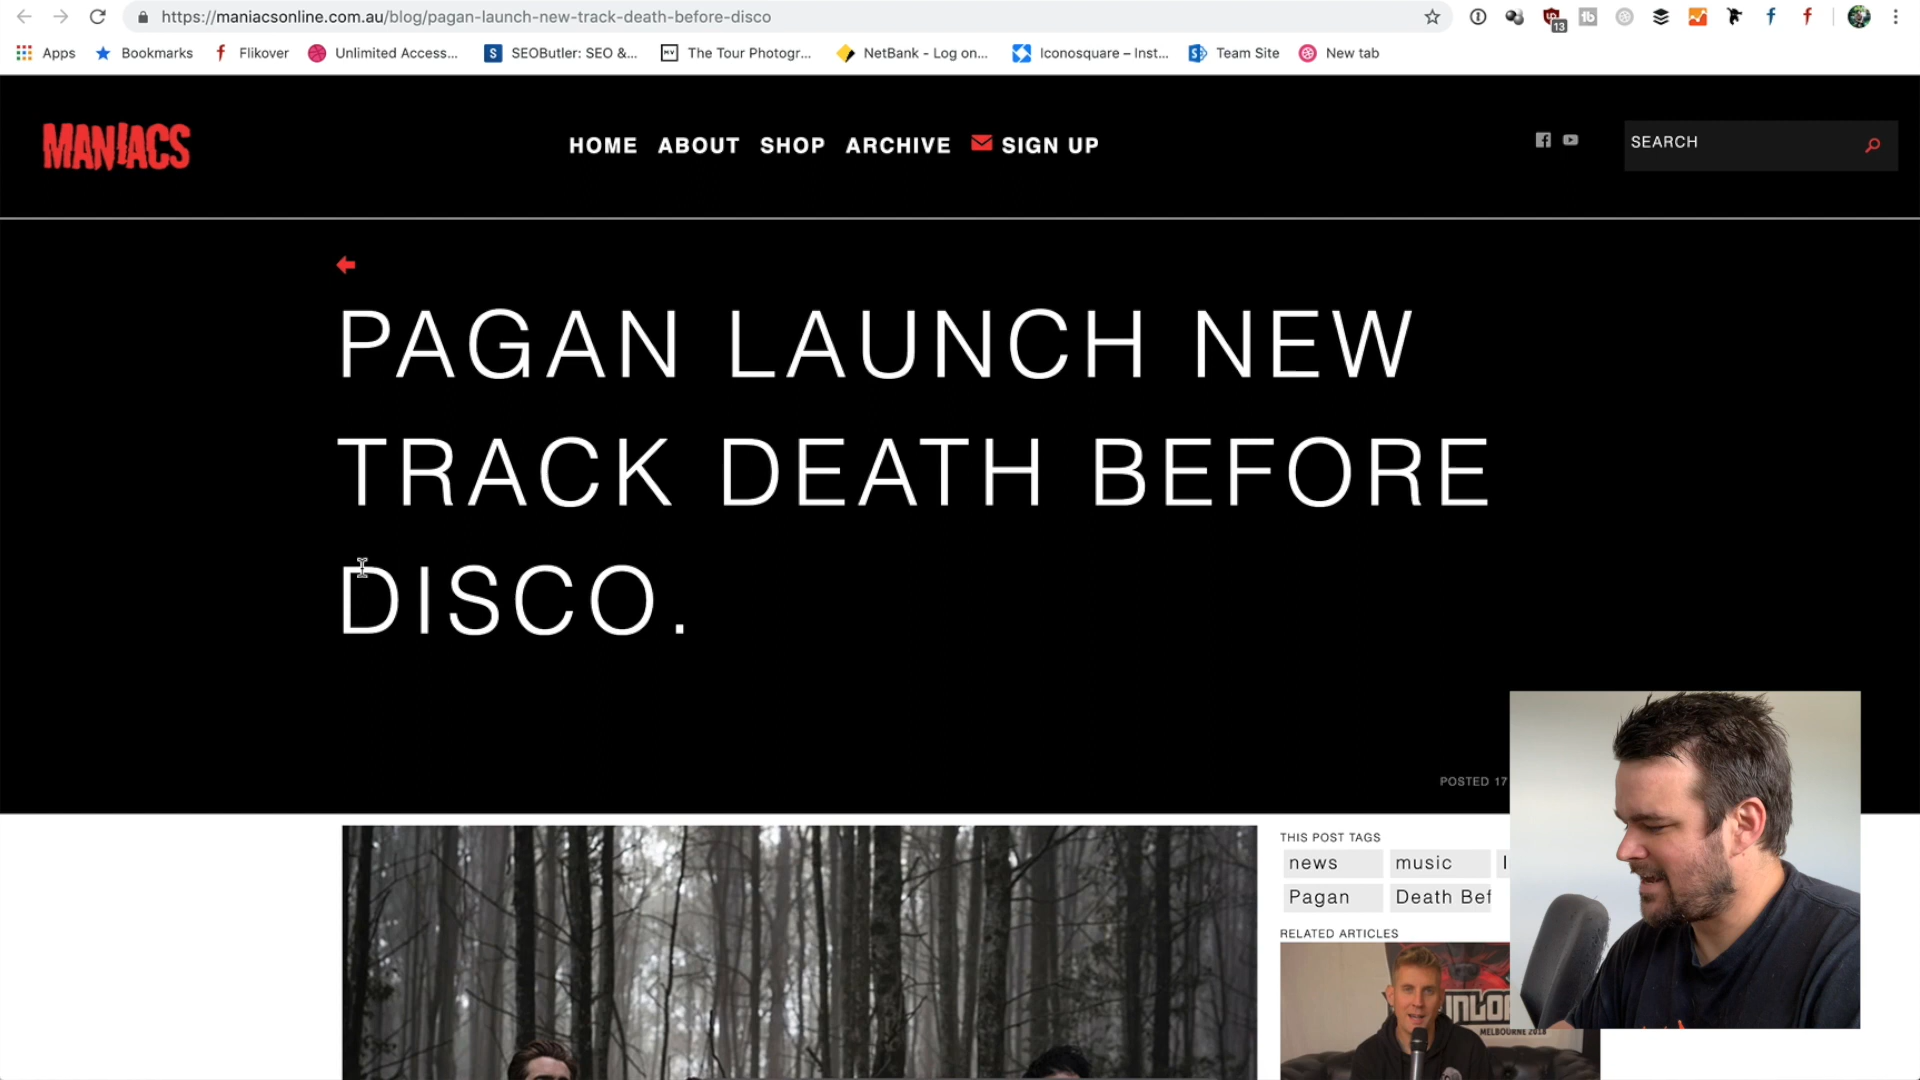 https://maniacsonline.com.au/blog/pagan-launch-new-track-death-before-disco
13
Apps
Bookmarks
Flikover
Unlimited Access...
SEOButler: SEO &...
The Tour Photogr...
NetBank - Log on...
Iconosquare – Inst...
Team Site
New tab
MANIACS
HOME ABOUT SHOP ARCHIVE SIGN UP
SEARCH
PAGAN LAUNCH NEW
TRACK DEATH BEFORE
DISCO.
POSTED 17
THIS POST TAGS
news
music
Pagan
Death Bef
RELATED ARTICLES
MELBOURNE 2018